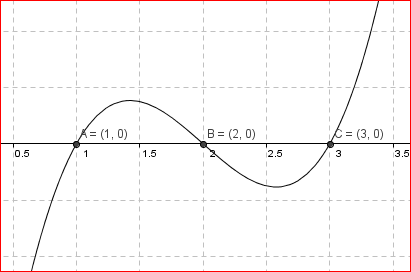 A = (1, 0) B = (2, 0) C = (3, 0)
0.5 1 1.5 2 2.5 3 3.5